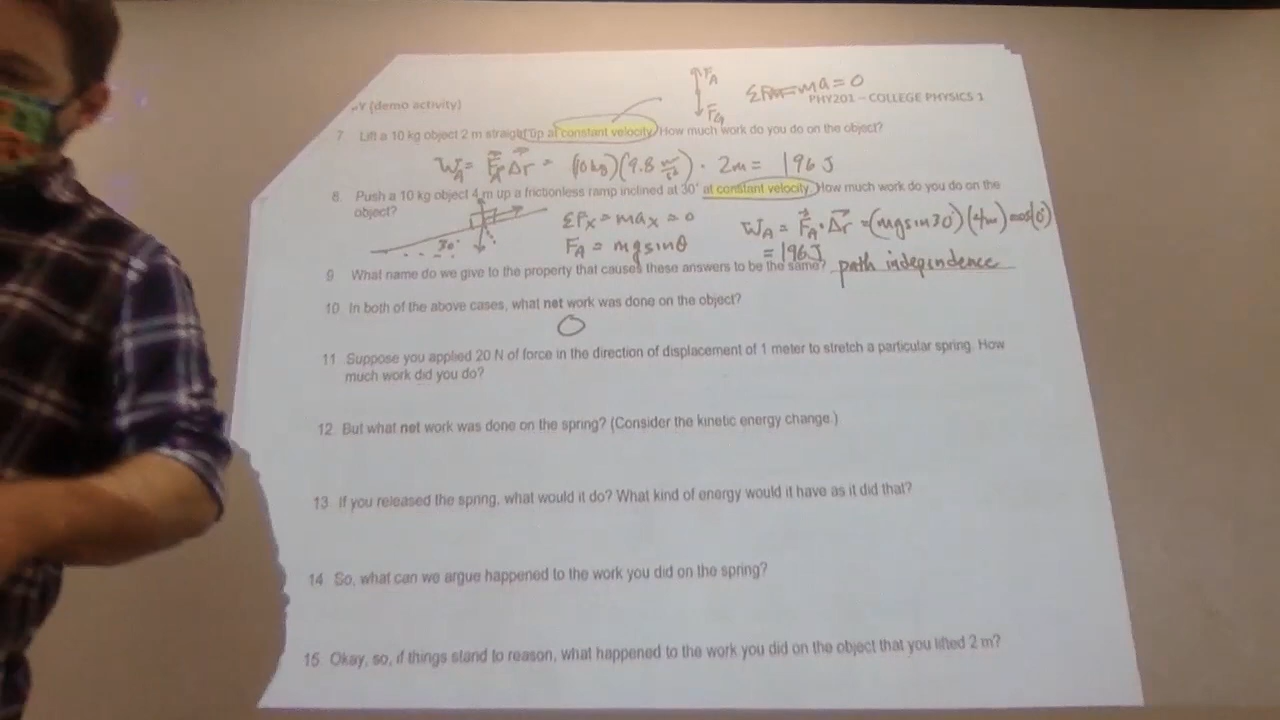 F_A
F_G
ΣF = ma = 0
(demo activity)
PHY201 – COLLEGE PHYSICS 1
7 Lift a 10 kg object 2 m straight up at constant velocity. How much work do you do on the object?
W_A = F_A Δr = (10 kg)(9.8 m/s²) · 2m = 196 J
8. Push a 10 kg object 4 m up a frictionless ramp inclined at 30° at constant velocity. How much work do you do on the
object?
30°
ΣFx = max = 0
F_A = mg sinθ
W_A = F_A · Δr = (mg sin 30°)(4m) cos(0°)
= 196 J
9 What name do we give to the property that causes these answers to be the same? path independence
10 In both of the above cases, what net work was done on the object?
0
11 Suppose you applied 20 N of force in the direction of displacement of 1 meter to stretch a particular spring. How
much work did you do?
12. But what net work was done on the spring? (Consider the kinetic energy change.)
13. If you released the spring, what would it do? What kind of energy would it have as it did that?
14 So, what can we argue happened to the work you did on the spring?
15. Okay, so, if things stand to reason, what happened to the work you did on the object that you lifted 2 m?